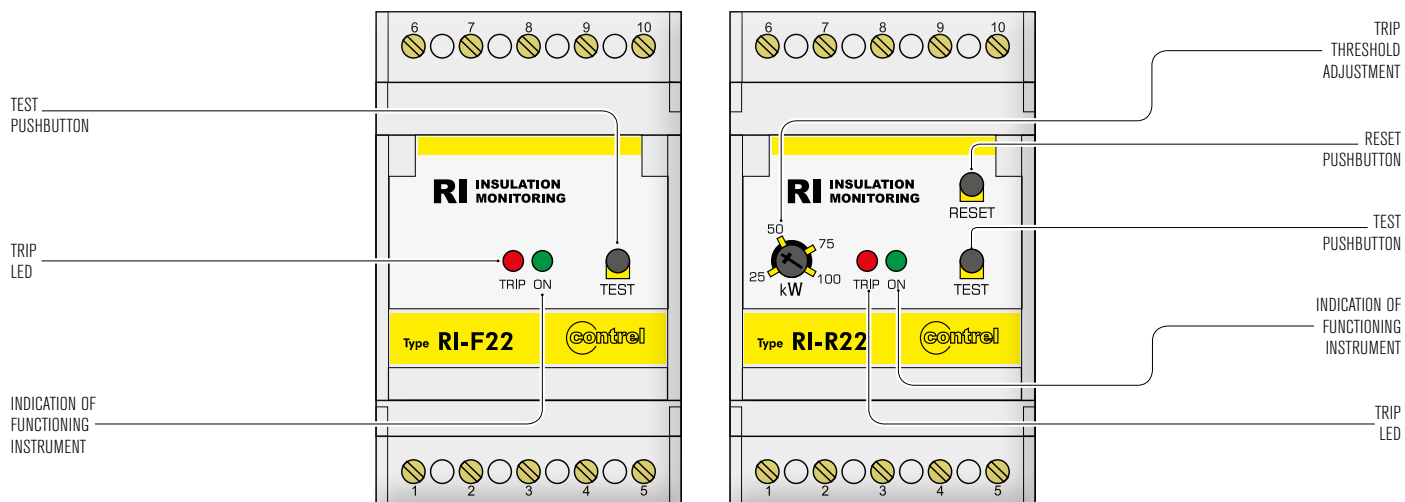 TEST
PUSHBUTTON
TRIP
LED
INDICATION OF
FUNCTIONING
INSTRUMENT
6 7 8 9 10
RI INSULATION
MONITORING
TRIP ON
TEST
Type RI-F22 contrel
1 2 3 4 5
6 7 8 9 10
RI INSULATION
MONITORING
RESET
50
75
25
100
kW
TRIP ON
TEST
Type RI-R22 contrel
1 2 3 4 5
TRIP
THRESHOLD
ADJUSTMENT
RESET
PUSHBUTTON
TEST
PUSHBUTTON
INDICATION OF
FUNCTIONING
INSTRUMENT
TRIP
LED